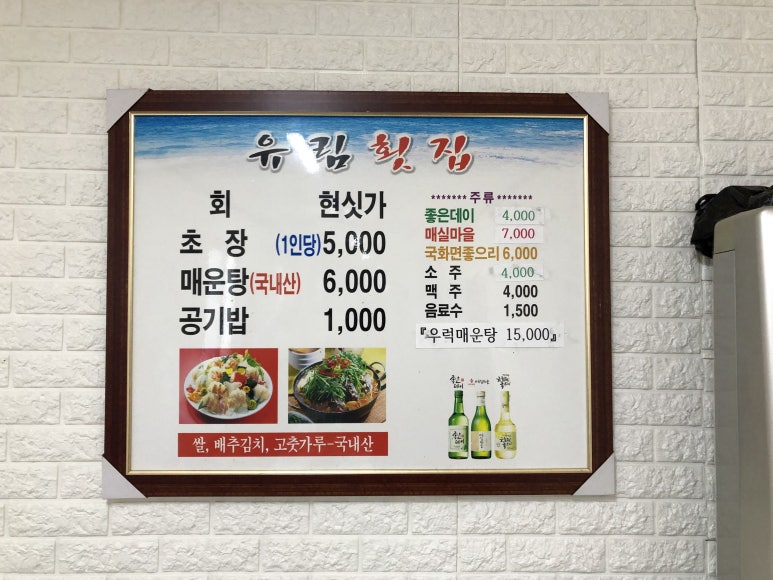 유림횟집
회 현싯가
초장 (1인당) 5,000
매운탕(국내산) 6,000
공기밥 1,000
쌀, 배추김치, 고춧가루-국내산
*******주류*******
좋은데이 4,000
매실마을 7,000
국화면좋으리 6,000
소주 4,000
맥주 4,000
음료수 1,500
『우럭매운탕 15,000』